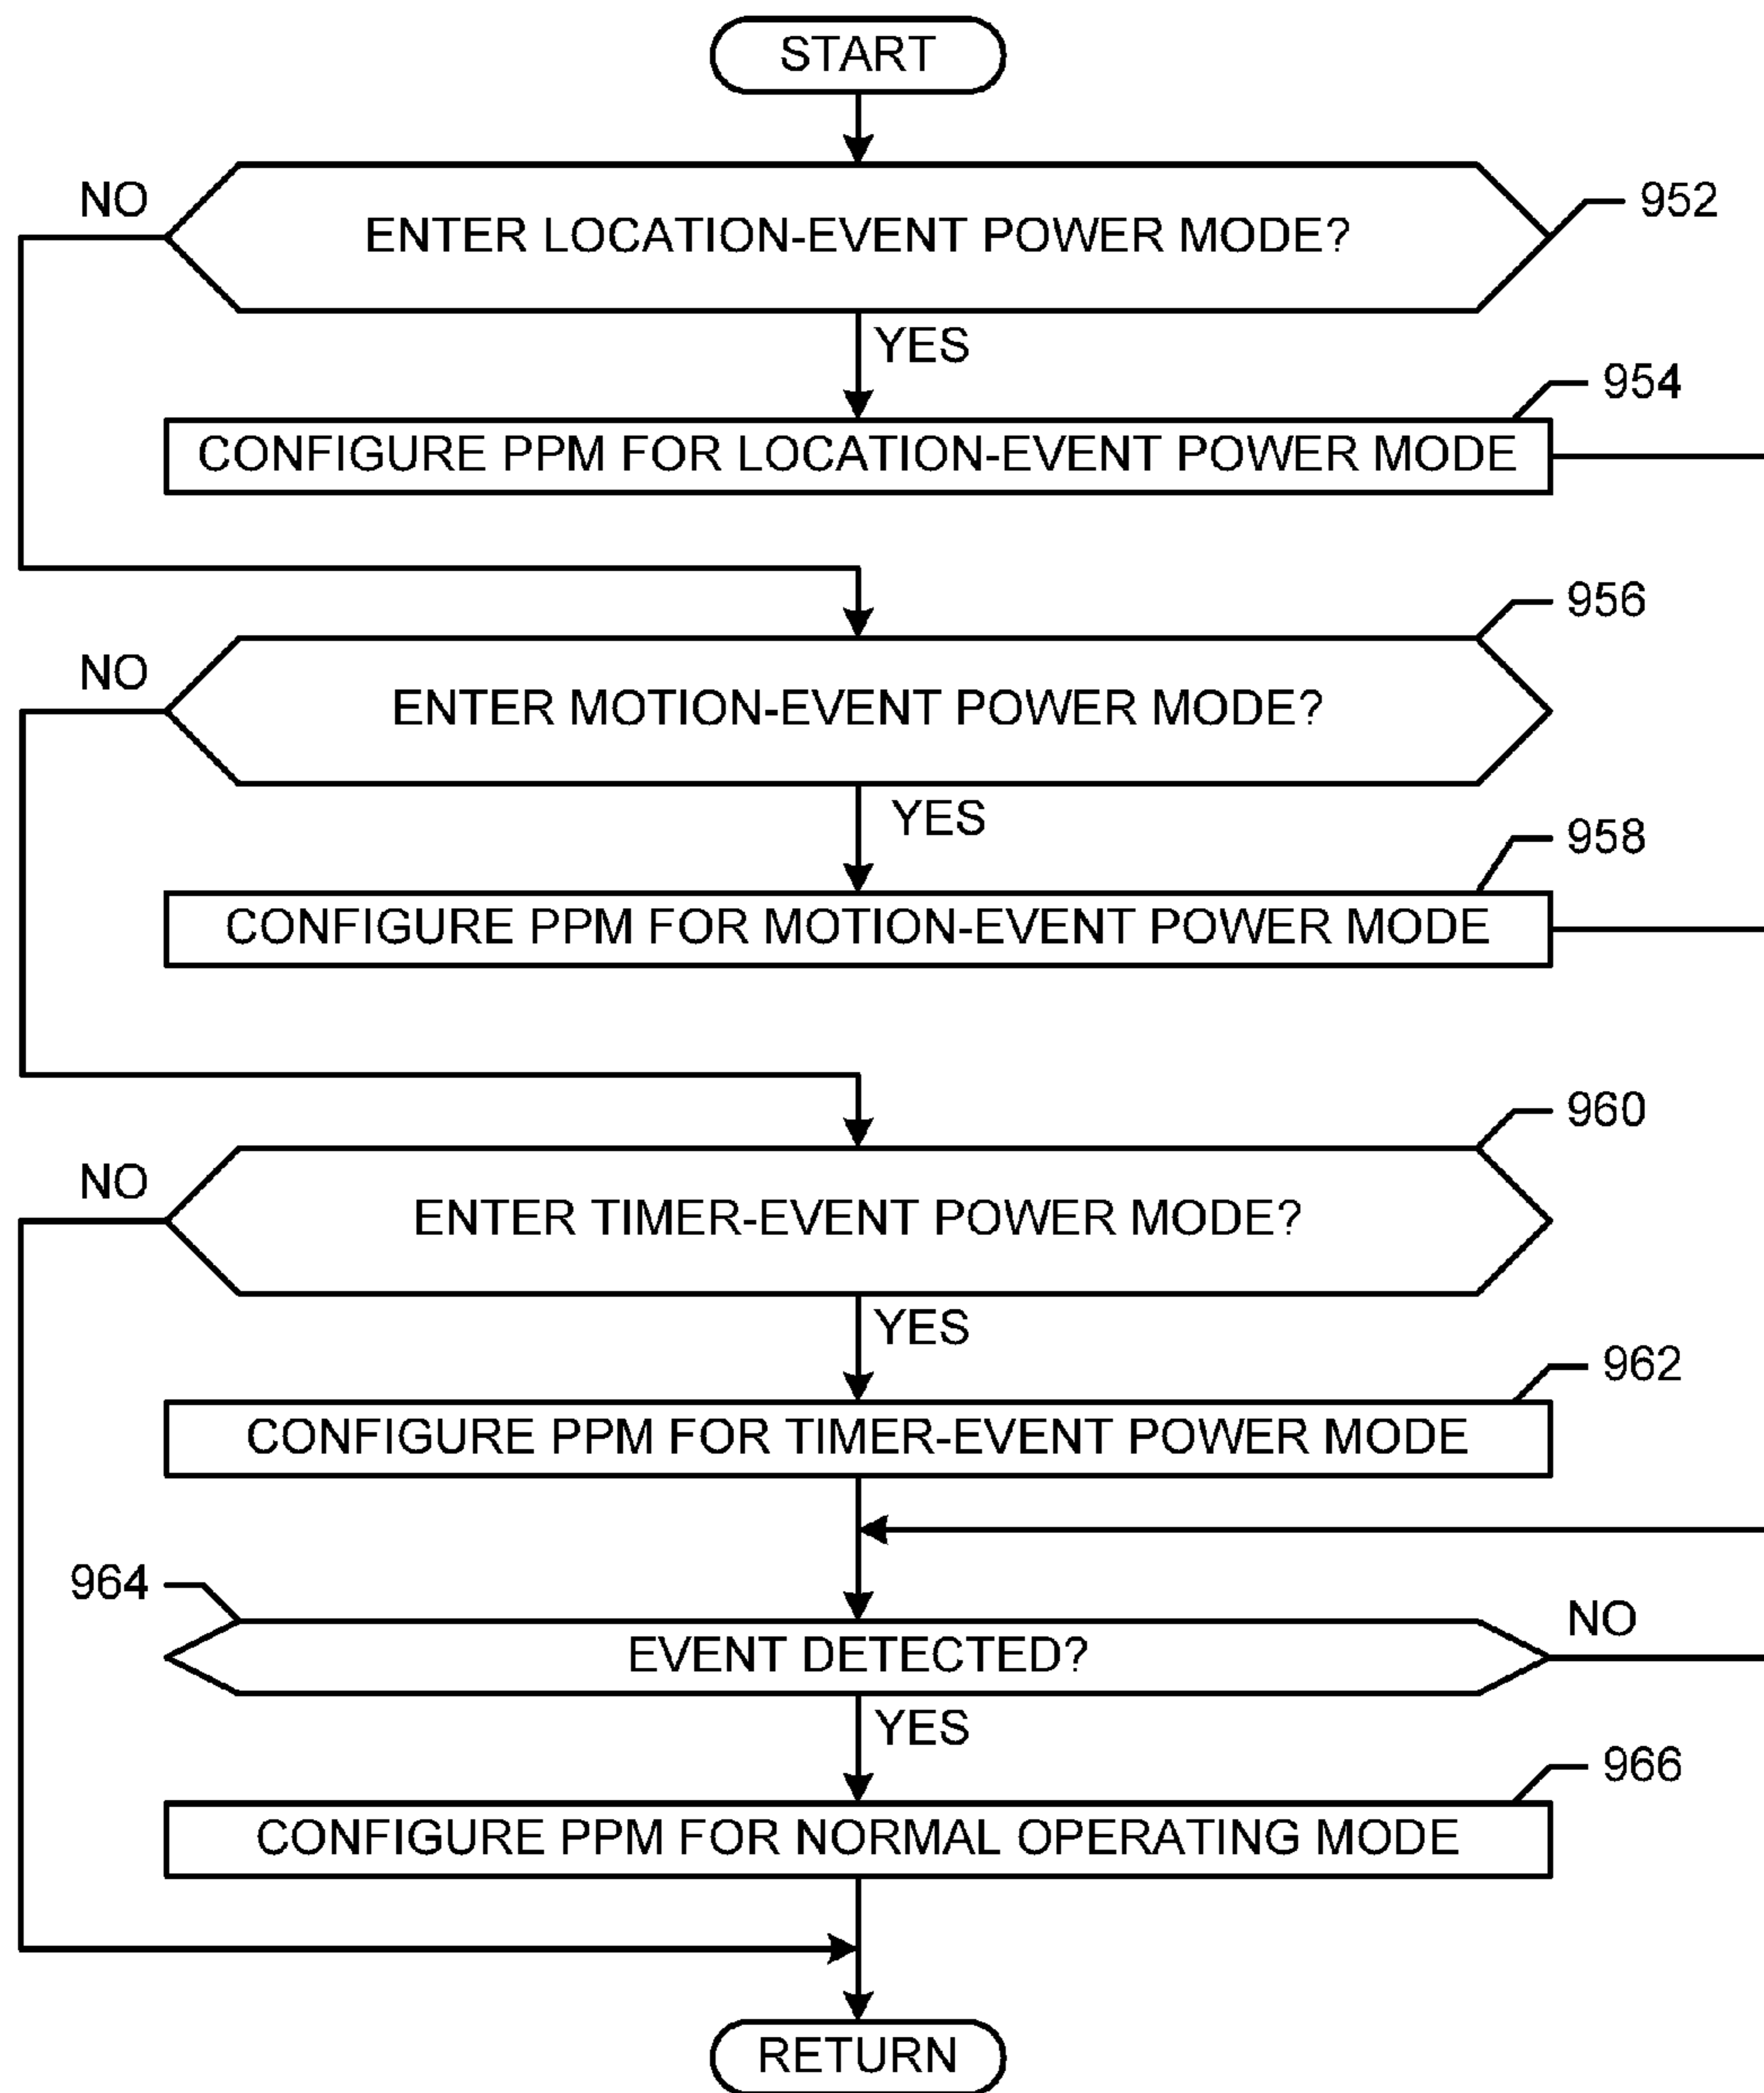 START
NO
ENTER LOCATION-EVENT POWER MODE?
952
YES
954
CONFIGURE PPM FOR LOCATION-EVENT POWER MODE
956
NO
ENTER MOTION-EVENT POWER MODE?
YES
958
CONFIGURE PPM FOR MOTION-EVENT POWER MODE
960
NO
ENTER TIMER-EVENT POWER MODE?
YES
962
CONFIGURE PPM FOR TIMER-EVENT POWER MODE
964
NO
EVENT DETECTED?
YES
966
CONFIGURE PPM FOR NORMAL OPERATING MODE
RETURN